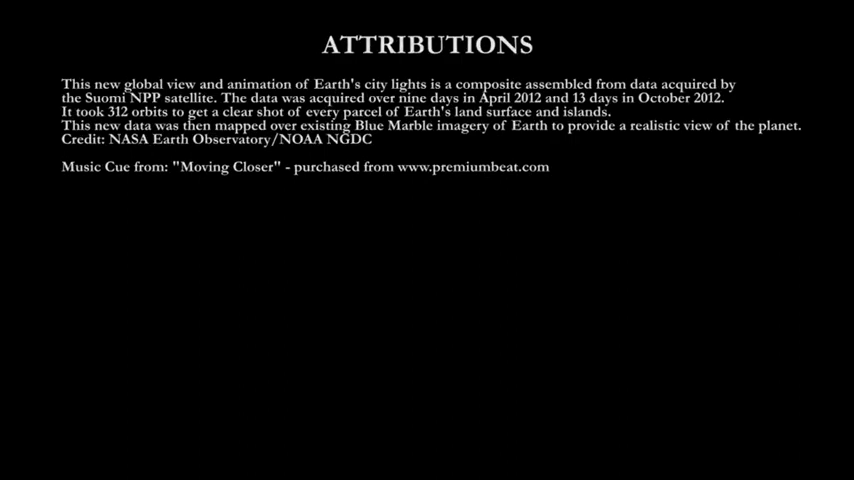 ATTRIBUTIONS
This new global view and animation of Earth's city lights is a composite assembled from data acquired by
the Suomi NPP satellite. The data was acquired over nine days in April 2012 and 13 days in October 2012.
It took 312 orbits to get a clear shot of every parcel of Earth's land surface and islands.
This new data was then mapped over existing Blue Marble imagery of Earth to provide a realistic view of the planet.
Credit: NASA Earth Observatory/NOAA NGDC
Music Cue from: "Moving Closer" - purchased from www.premiumbeat.com